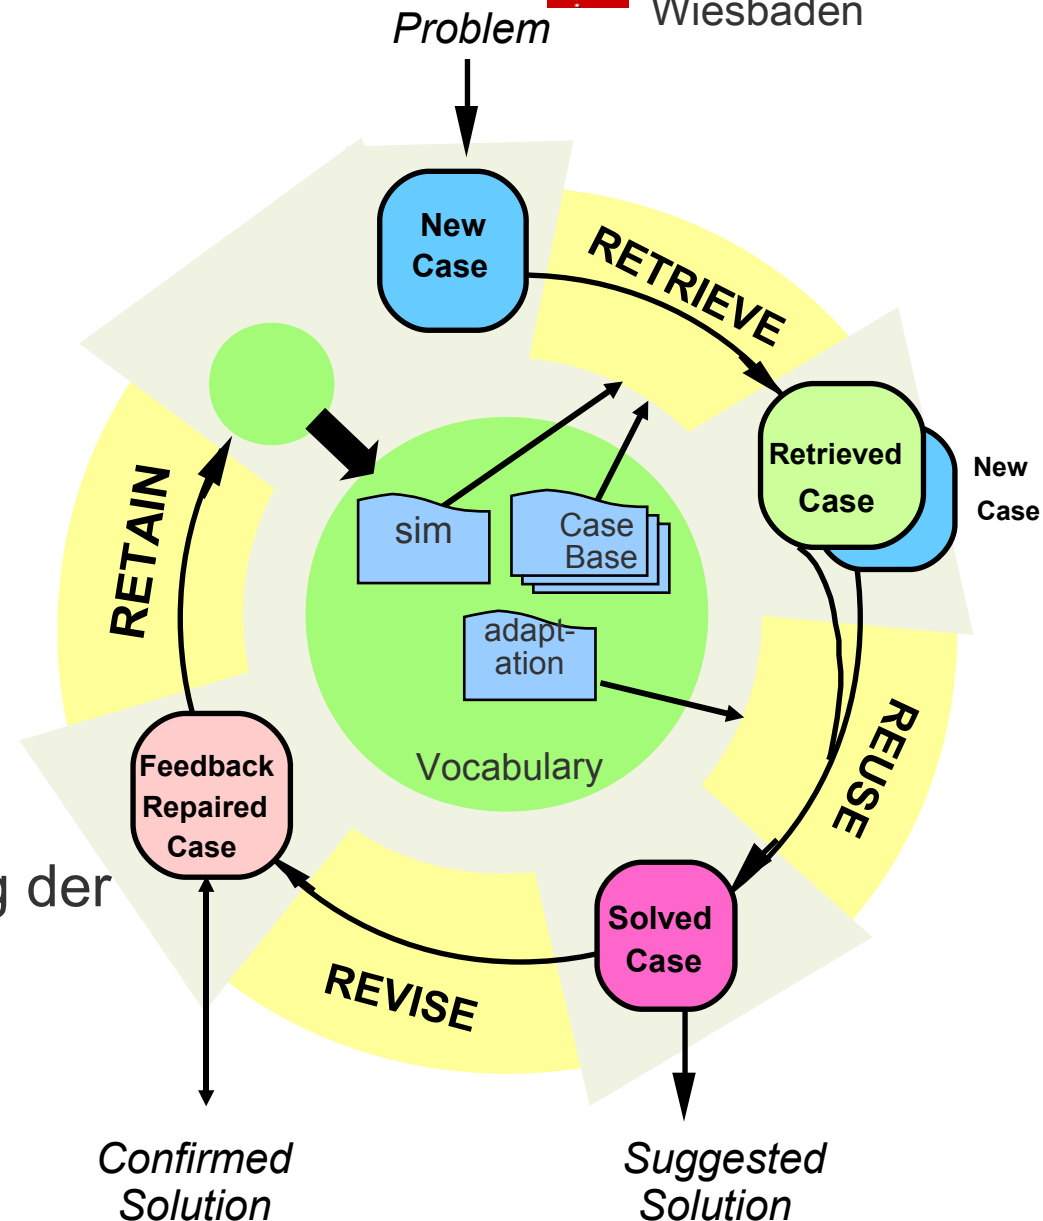 Wiesbaden
Problem
New
Case
RETRIEVE
Retrieved
Case
New
Case
RETAIN
sim
Case
Base
adapt-
ation
Vocabulary
REUSE
Feedback
Repaired
Case
g der
Solved
Case
REVISE
Confirmed
Solution
Suggested
Solution